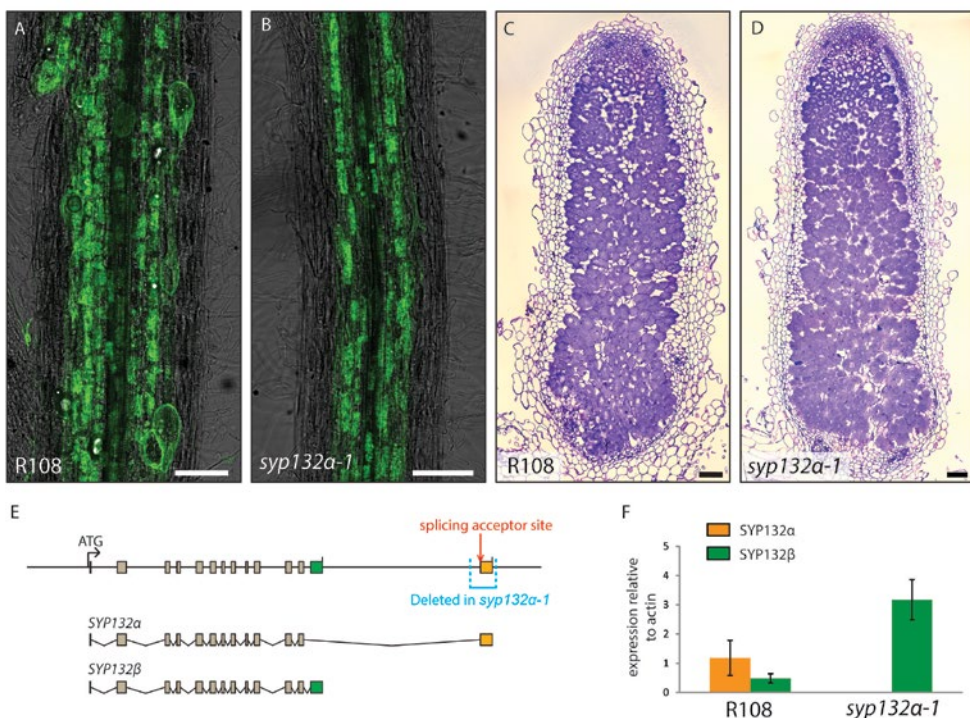 A
B
C
D
R108
syp132α-1
R108
syp132α-1
E
splicing acceptor site
ATG
Deleted in syp132α-1
SYP132α
SYP132β
F
SYP132α
SYP132β
expression relative
to actin
5
4
3
2
1
0
R108
syp132α-1